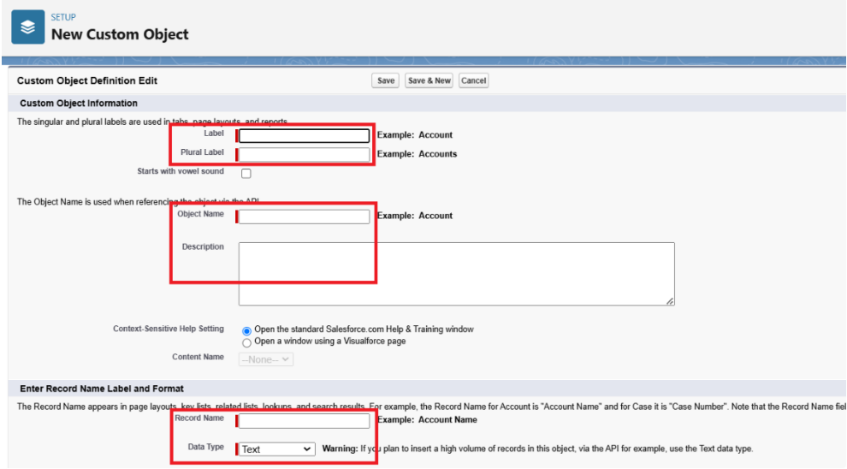 SETUP
New Custom Object
Custom Object Definition Edit Save Save & New Cancel
Custom Object Information
The singular and plural labels are used in tabs, page layouts, and reports.
Label Example: Account
Plural Label Example: Accounts
Starts with vowel sound
The Object Name is used when referencing the object via the API.
Object Name Example: Account
Description
Context-Sensitive Help Setting Open the standard Salesforce.com Help & Training window
Open a window using a Visualforce page
Content Name --None--
Enter Record Name Label and Format
The Record Name appears in page layouts, key lists, related lists, lookups, and search results. For example, the Record Name for Account is "Account Name" and for Case it is "Case Number". Note that the Record Name fiel
Record Name Example: Account Name
Data Type Text Warning: If you plan to insert a high volume of records in this object, via the API for example, use the Text data type.